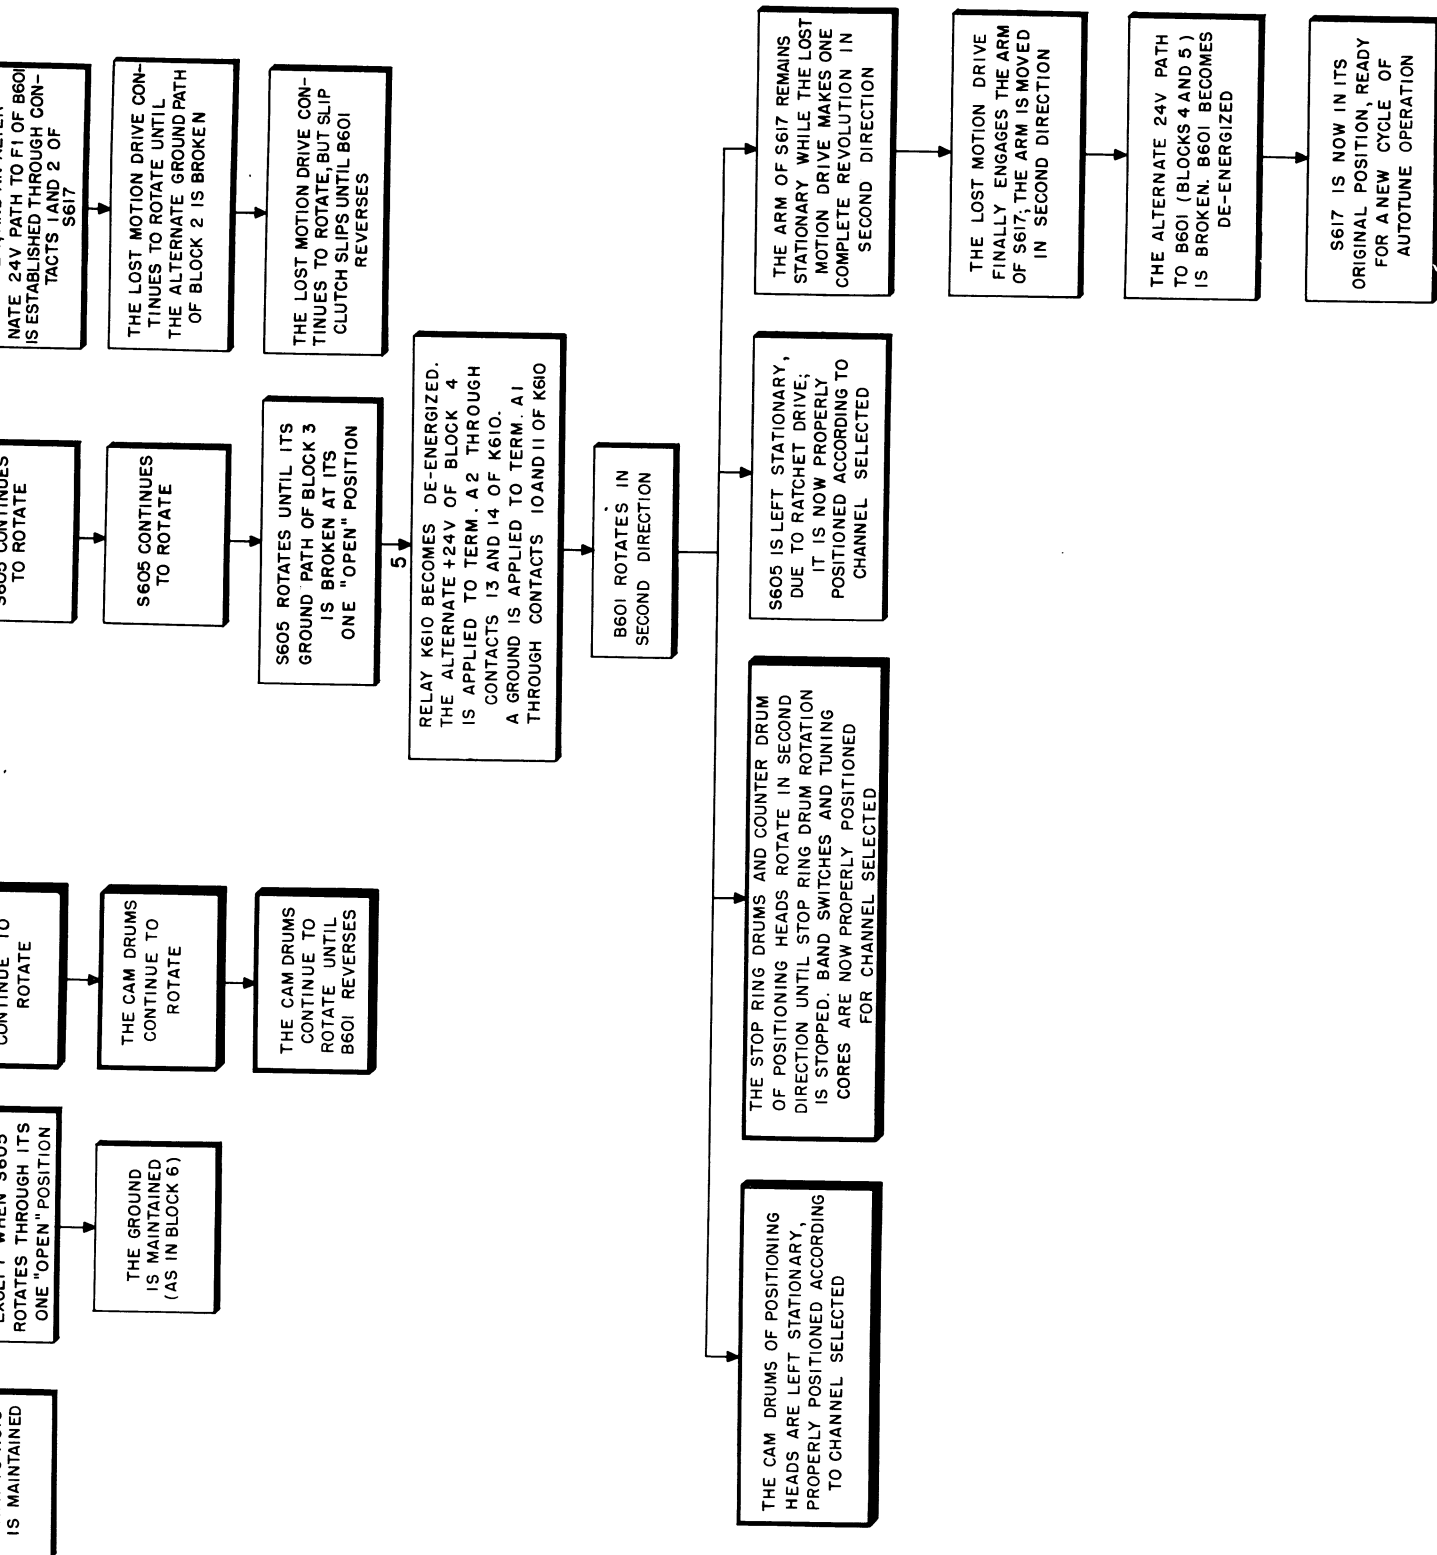 IS MAINTAINED
EXCEPT WHEN S605
ROTATES THROUGH ITS
ONE "OPEN" POSITION
CONTINUE TO
ROTATE
S605 CONTINUES
TO ROTATE
NATE 24V PATH TO F1 OF B601
IS ESTABLISHED THROUGH CON-
TACTS 1 AND 2 OF
S617
THE GROUND
IS MAINTAINED
(AS IN BLOCK 6)
THE CAM DRUMS
CONTINUE TO
ROTATE
S605 CONTINUES
TO ROTATE
THE LOST MOTION DRIVE CON-
TINUES TO ROTATE UNTIL
THE ALTERNATE GROUND PATH
OF BLOCK 2 IS BROKEN
THE CAM DRUMS
CONTINUE TO
ROTATE UNTIL
B601 REVERSES
S605 ROTATES UNTIL ITS
GROUND PATH OF BLOCK 3
IS BROKEN AT ITS
ONE "OPEN" POSITION
THE LOST MOTION DRIVE CON-
TINUES TO ROTATE, BUT SLIP
CLUTCH SLIPS UNTIL B601
REVERSES
5
RELAY K610 BECOMES DE-ENERGIZED.
THE ALTERNATE +24V OF BLOCK 4
IS APPLIED TO TERM. A2 THROUGH
CONTACTS 13 AND 14 OF K610.
A GROUND IS APPLIED TO TERM. A1
THROUGH CONTACTS 10 AND 11 OF K610
B601 ROTATES IN
SECOND DIRECTION
THE CAM DRUMS OF POSITIONING
HEADS ARE LEFT STATIONARY,
PROPERLY POSITIONED ACCORDING
TO CHANNEL SELECTED
THE STOP RING DRUMS AND COUNTER DRUM
OF POSITIONING HEADS ROTATE IN SECOND
DIRECTION UNTIL STOP RING DRUM ROTATION
IS STOPPED. BAND SWITCHES AND TUNING
CORES ARE NOW PROPERLY POSITIONED
FOR CHANNEL SELECTED
S605 IS LEFT STATIONARY,
DUE TO RATCHET DRIVE;
IT IS NOW PROPERLY
POSITIONED ACCORDING TO
CHANNEL SELECTED
THE ARM OF S617 REMAINS
STATIONARY WHILE THE LOST
MOTION DRIVE MAKES ONE
COMPLETE REVOLUTION IN
SECOND DIRECTION
THE LOST MOTION DRIVE
FINALLY ENGAGES THE ARM
OF S617; THE ARM IS MOVED
IN SECOND DIRECTION
THE ALTERNATE 24V PATH
TO B601 (BLOCKS 4 AND 5)
IS BROKEN. B601 BECOMES
DE-ENERGIZED
S617 IS NOW IN ITS
ORIGINAL POSITION, READY
FOR A NEW CYCLE OF
AUTOTUNE OPERATION